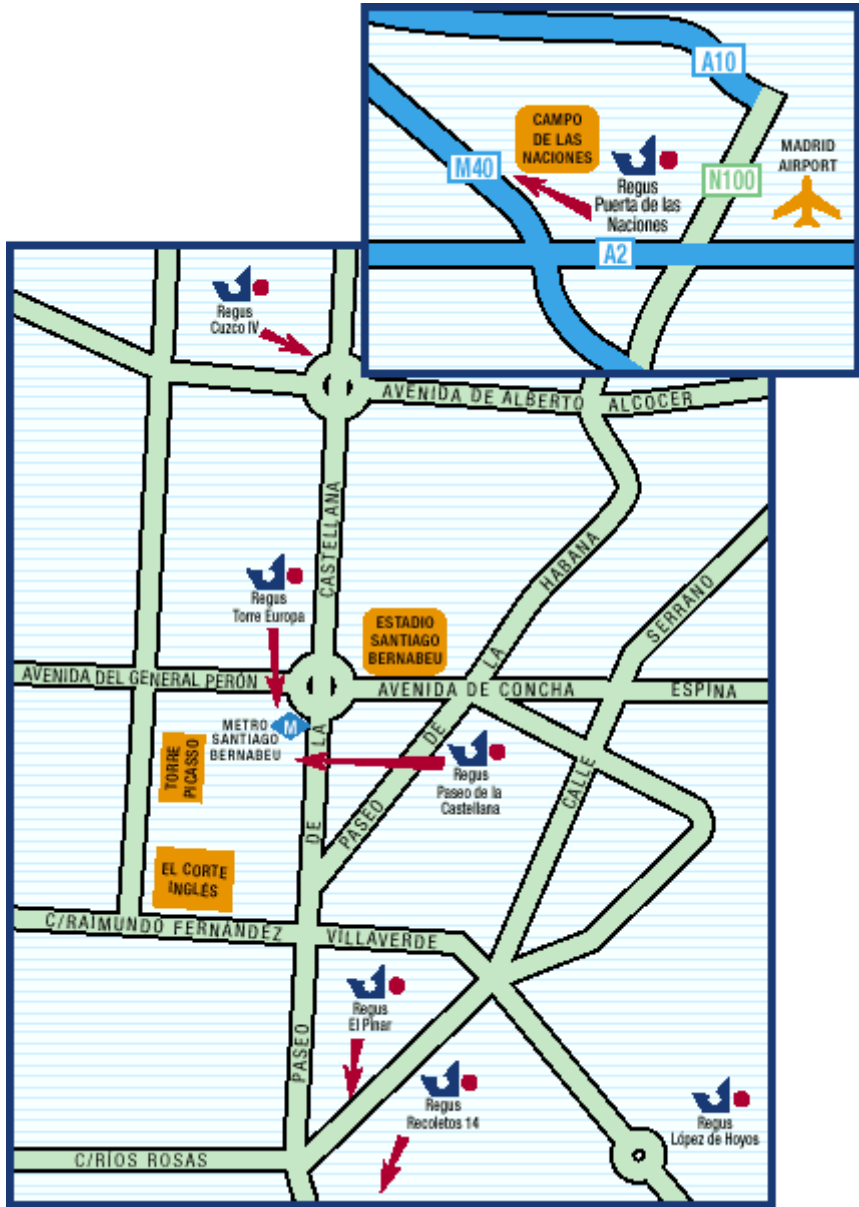 A10
CAMPO
DE LAS
NACIONES
MADRID
AIRPORT
M40
N100
Regus
Puerta de las
Naciones
A2
Regus
Cuzco IV
AVENIDA DE ALBERTO ALCOCER
CASTELLANA
HABANA
Regus
Torre Europa
SERRANO
ESTADIO
SANTIAGO
BERNABEU
LA
AVENIDA DEL GENERAL PERÓN
AVENIDA DE CONCHA ESPINA
METRO
SANTIAGO
BERNABEU
M
LA
DE
TORRE
PICASSO
Regus
Paseo de la
Castellana
CALLE
DE
PASEO
EL CORTE
INGLÉS
C/RAIMUNDO FERNÁNDEZ VILLAVERDE
Regus
El Pinar
PASEO
Regus
Recoletos 14
Regus
López de Hoyos
C/RÍOS ROSAS